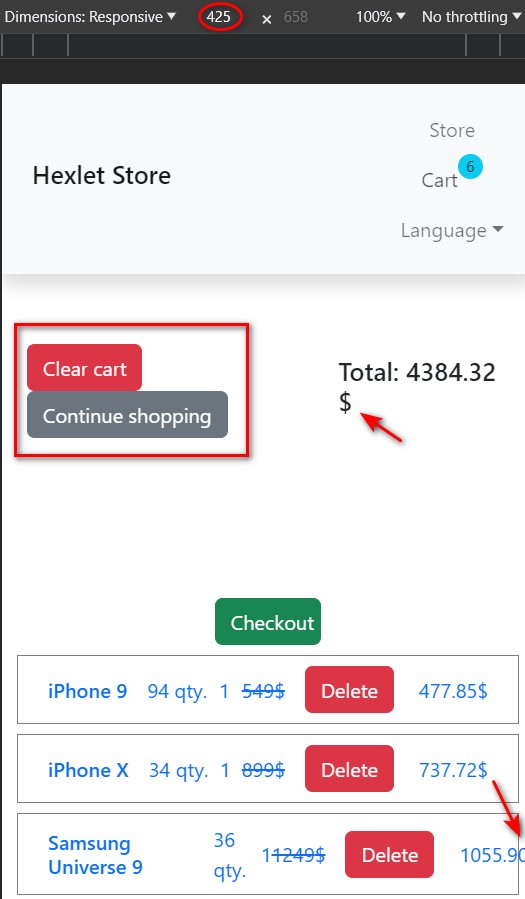 Dimensions: Responsive 425 × 658 100% No throttling
Store
Hexlet Store
Cart 6
Language
Clear cart
Continue shopping
Total: 4384.32
$
Checkout
iPhone 9 94 qty. 1 549$ Delete 477.85$
iPhone X 34 qty. 1 899$ Delete 737.72$
Samsung
Universe 9
36
qty.
1 1249$ Delete 1055.90